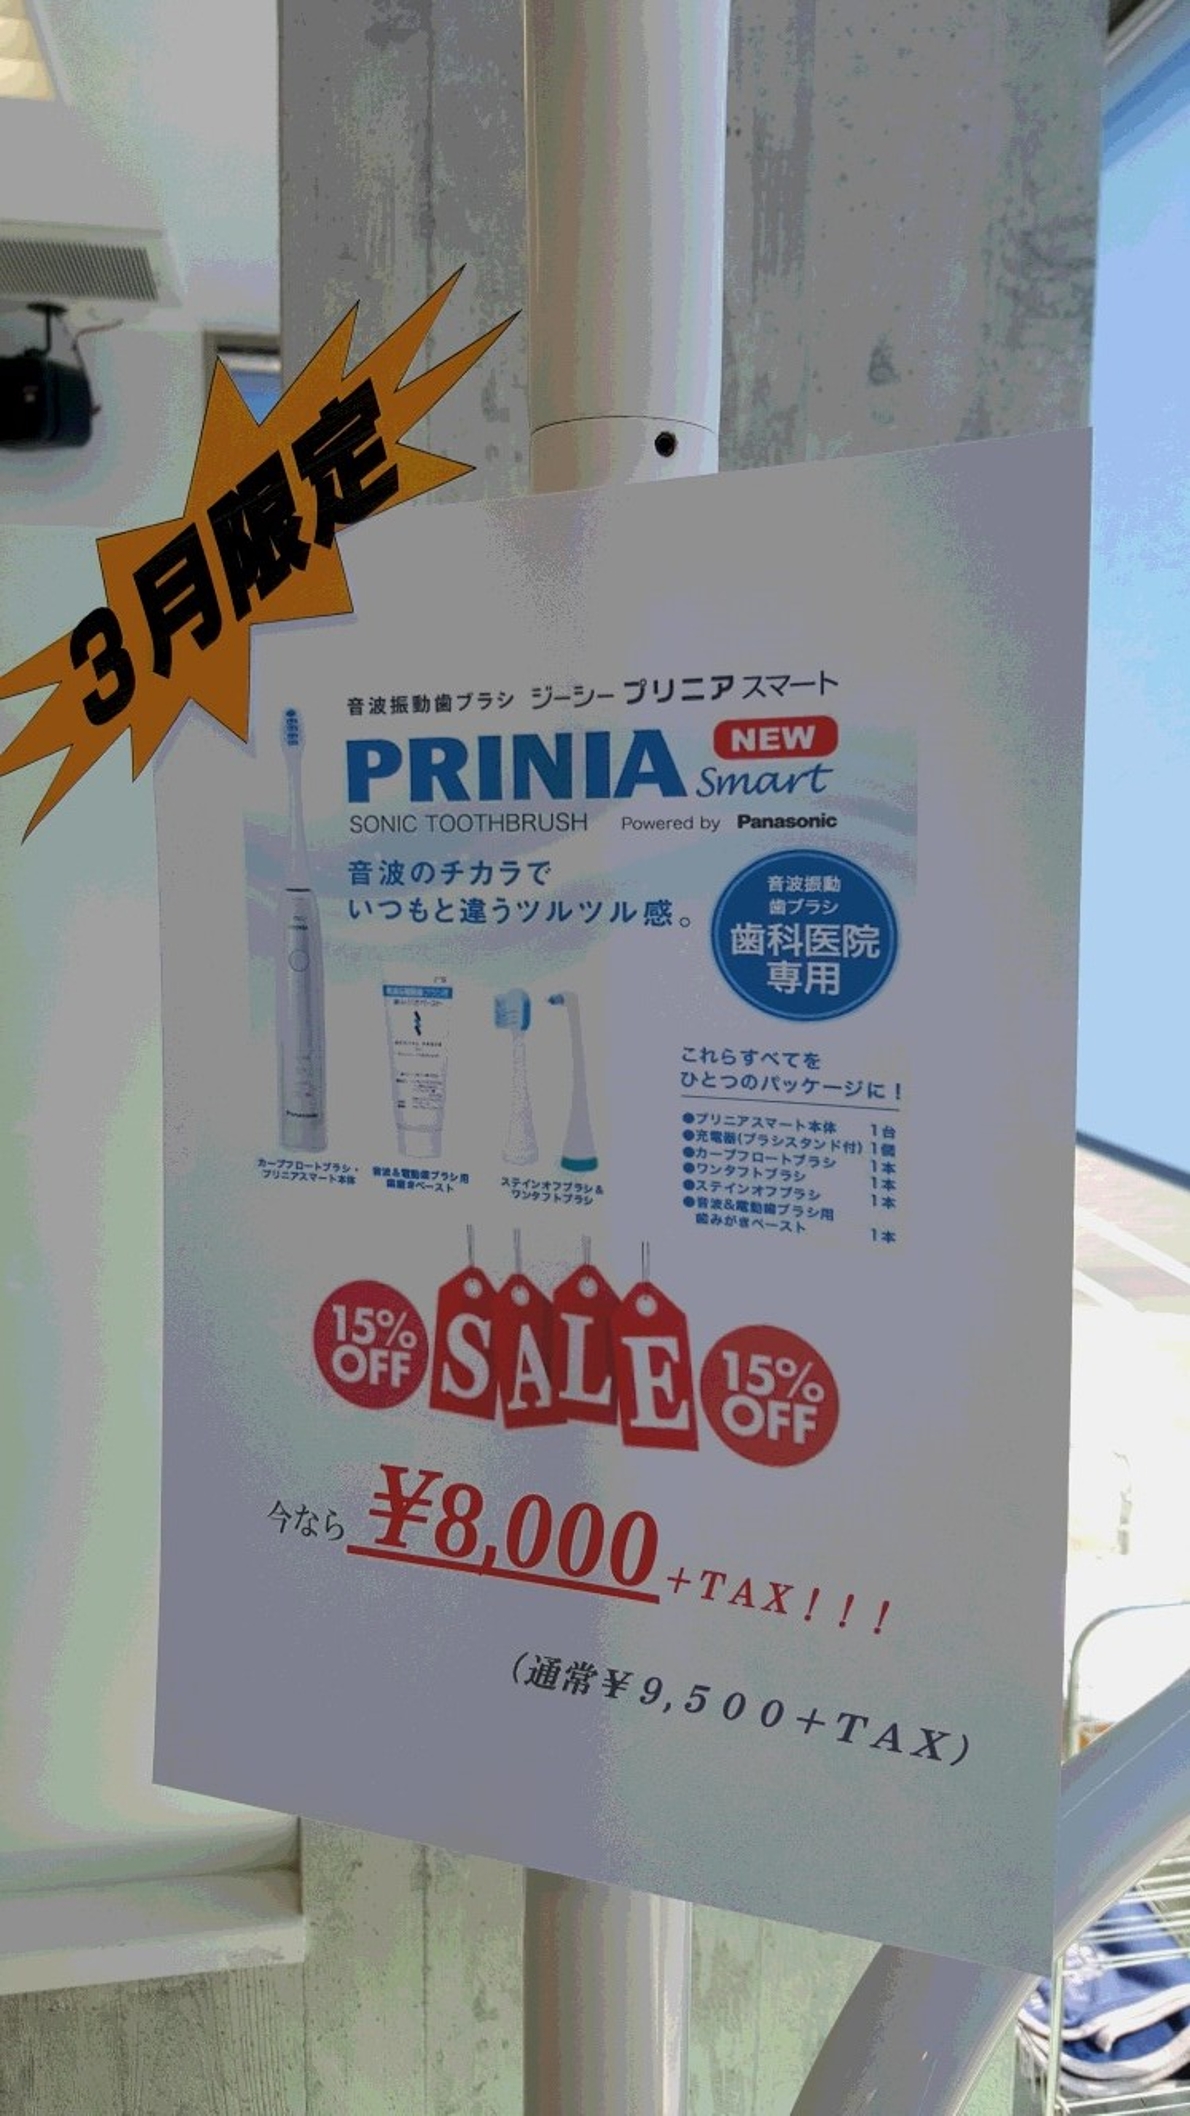 3月限定
音波振動歯ブラシ ジーシー プリニア スマート
PRINIA NEW Smart
SONIC TOOTHBRUSH Powered by Panasonic
音波のチカラで
いつもと違うツルツル感。
音波振動
歯ブラシ
歯科医院
専用
Panasonic
カーブフロートブラシ・
プリニアスマート本体
音波&電動歯ブラシ用
歯磨きペースト
ステインオフブラシ&
ワンタフトブラシ
これらすべてを
ひとつのパッケージに!
●プリニアスマート本体 1台
●充電器(ブラシスタンド付) 1個
●カーブフロートブラシ 1本
●ワンタフトブラシ 1本
●ステインオフブラシ 1本
●音波&電動歯ブラシ用
歯みがきペースト 1本
15% OFF SALE 15% OFF
今なら ¥8,000 +TAX!!!
(通常¥9,500+TAX)